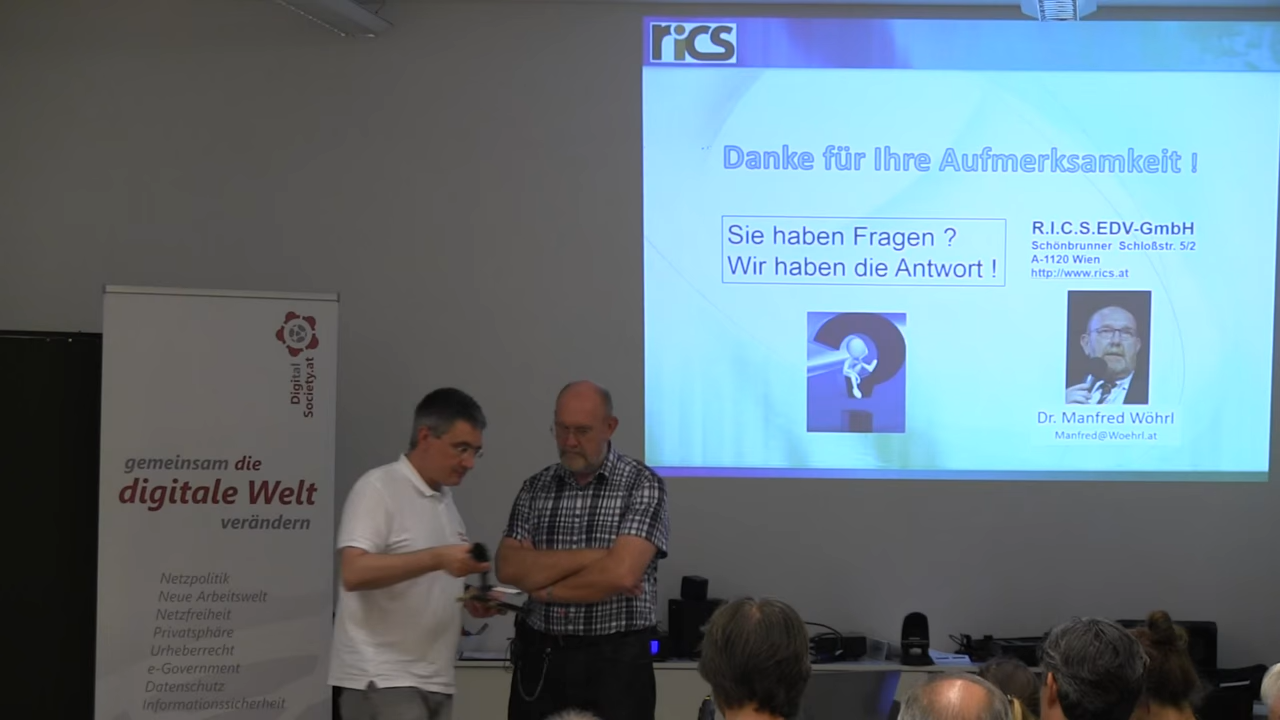 rics
Danke für Ihre Aufmerksamkeit !
Sie haben Fragen ?
Wir haben die Antwort !
R.I.C.S.EDV-GmbH
Schönbrunner Schloßstr. 5/2
A-1120 Wien
http://www.rics.at
Dr. Manfred Wöhrl
Manfred@Woehrl.at
Digital
Society.at
gemeinsam die
digitale Welt
verändern
Netzpolitik
Neue Arbeitswelt
Netzfreiheit
Privatsphäre
Urheberrecht
e-Government
Datenschutz
Informationssicherheit